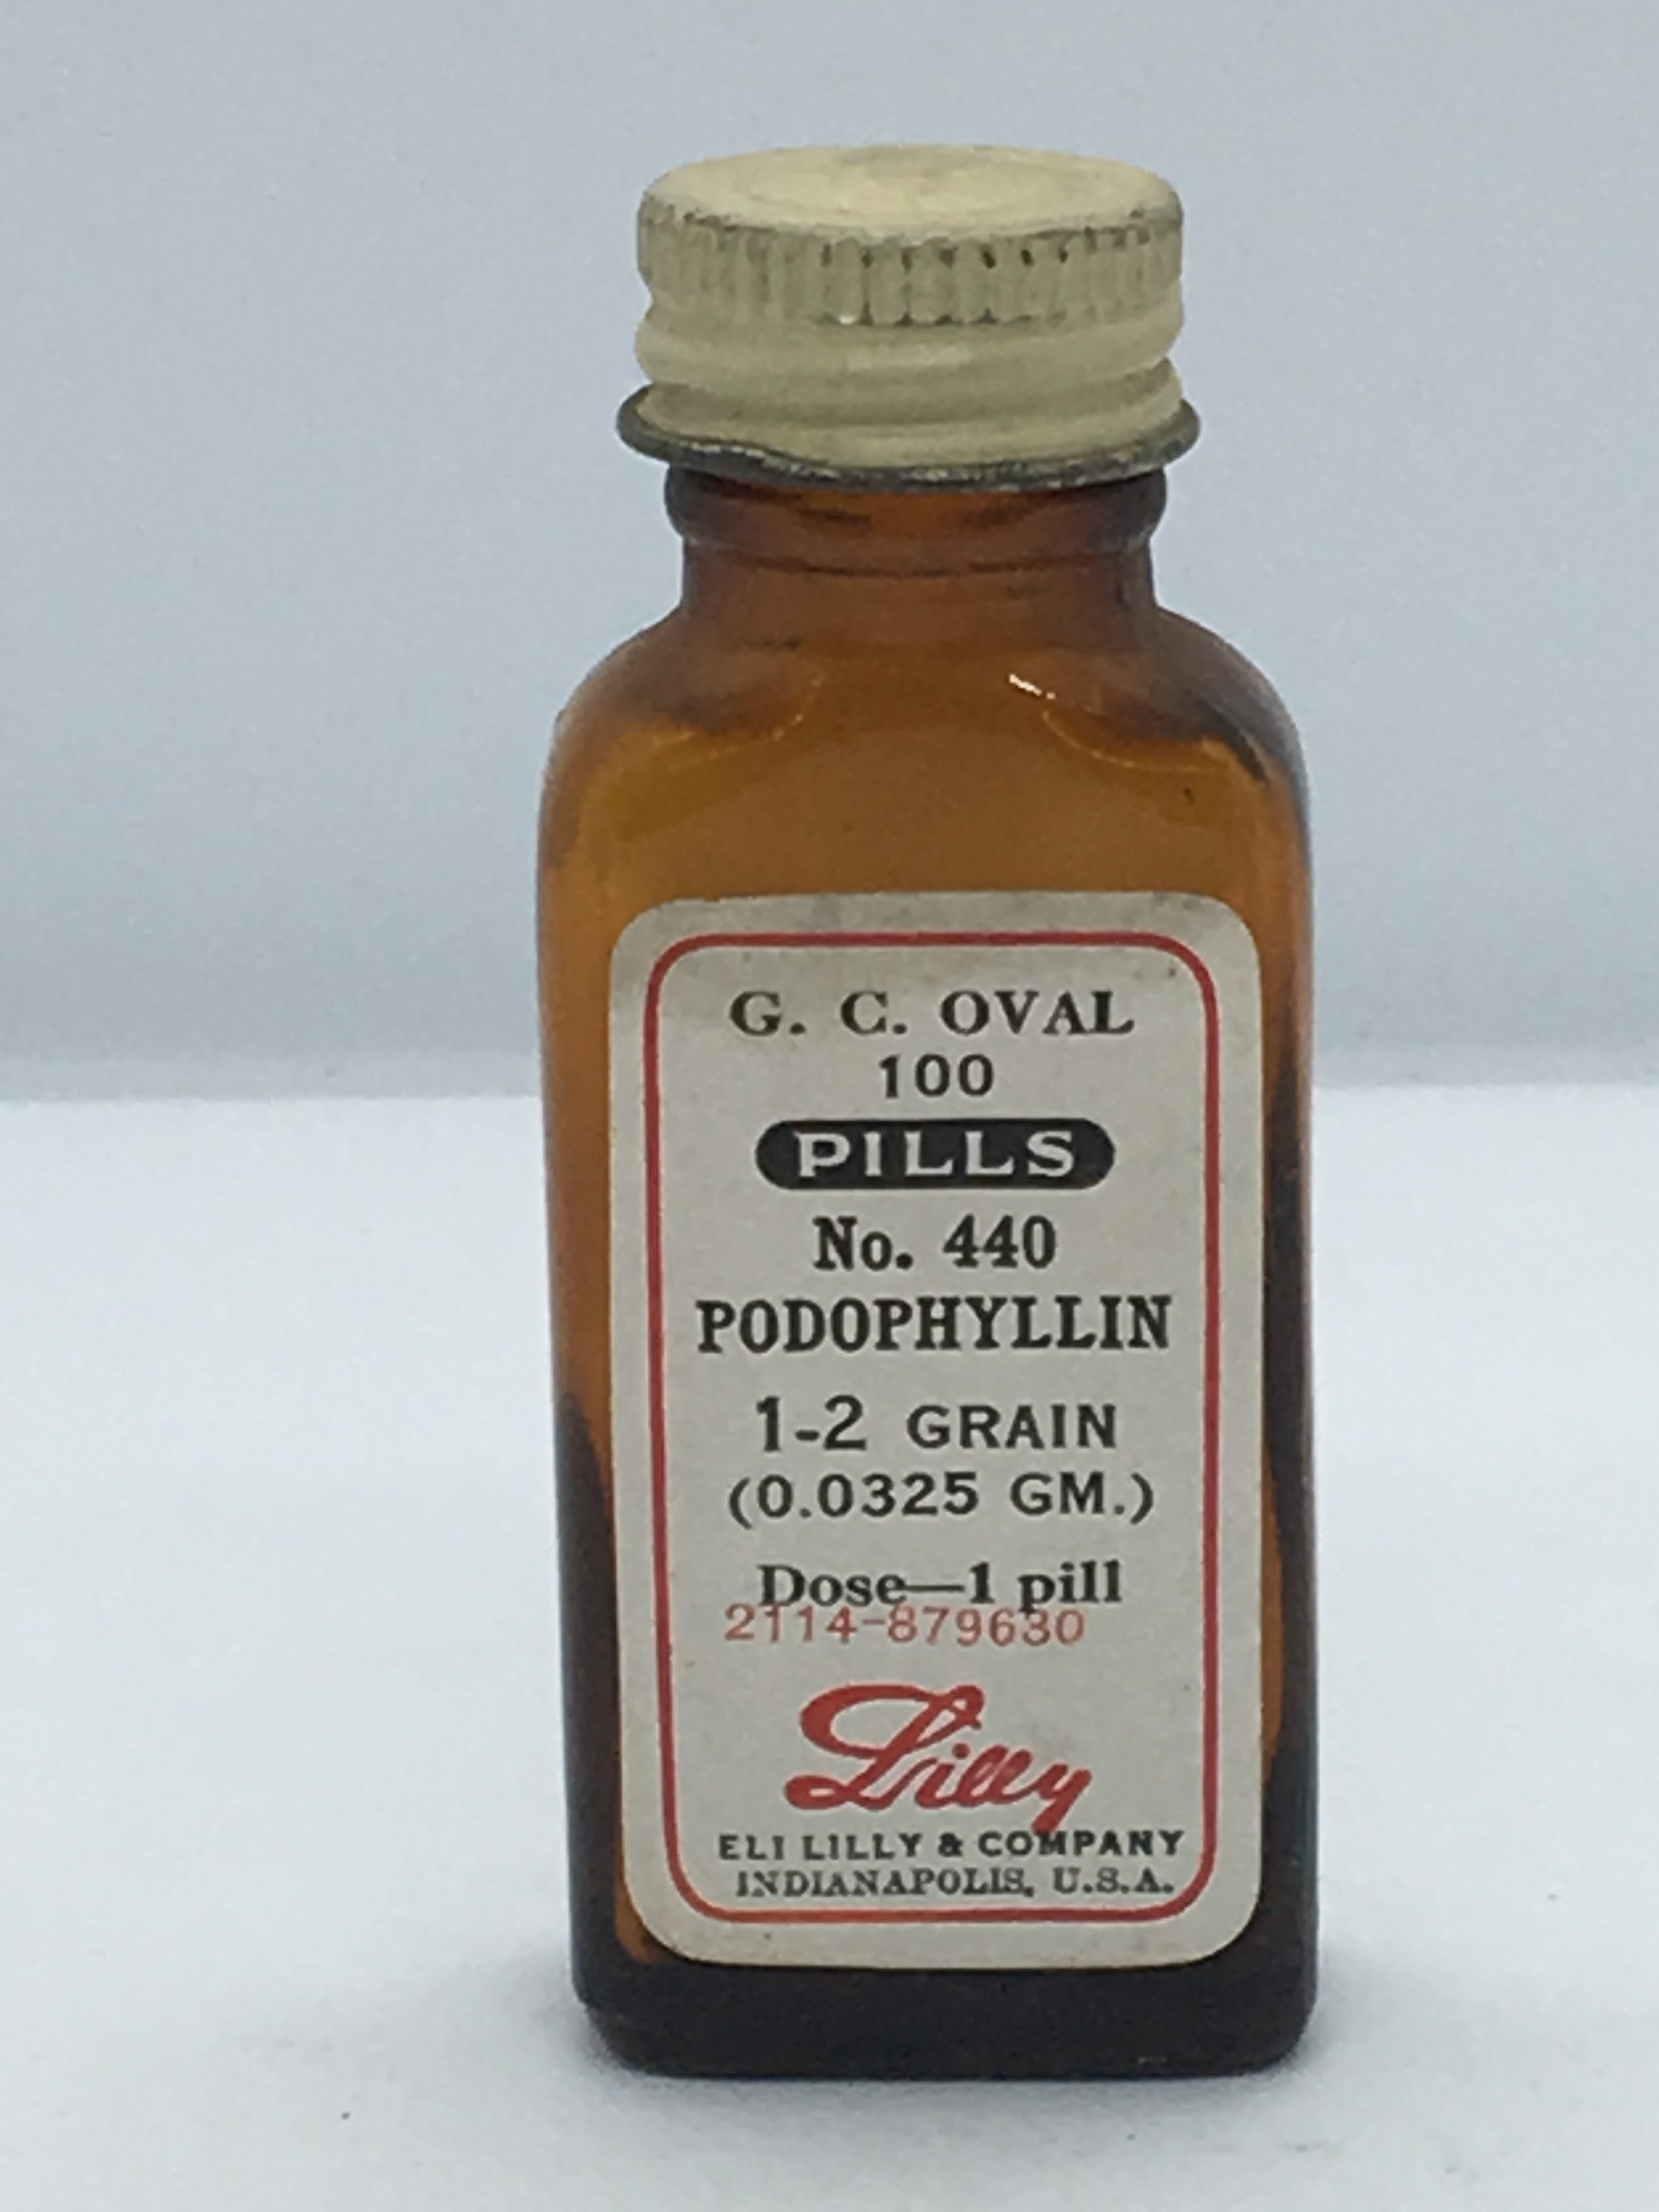 G. C. OVAL
100
PILLS
No. 440
PODOPHYLLIN
1-2 GRAIN
(0.0325 GM.)
Dose—1 pill
2114-879630
Lilly
ELI LILLY & COMPANY
INDIANAPOLIS, U.S.A.